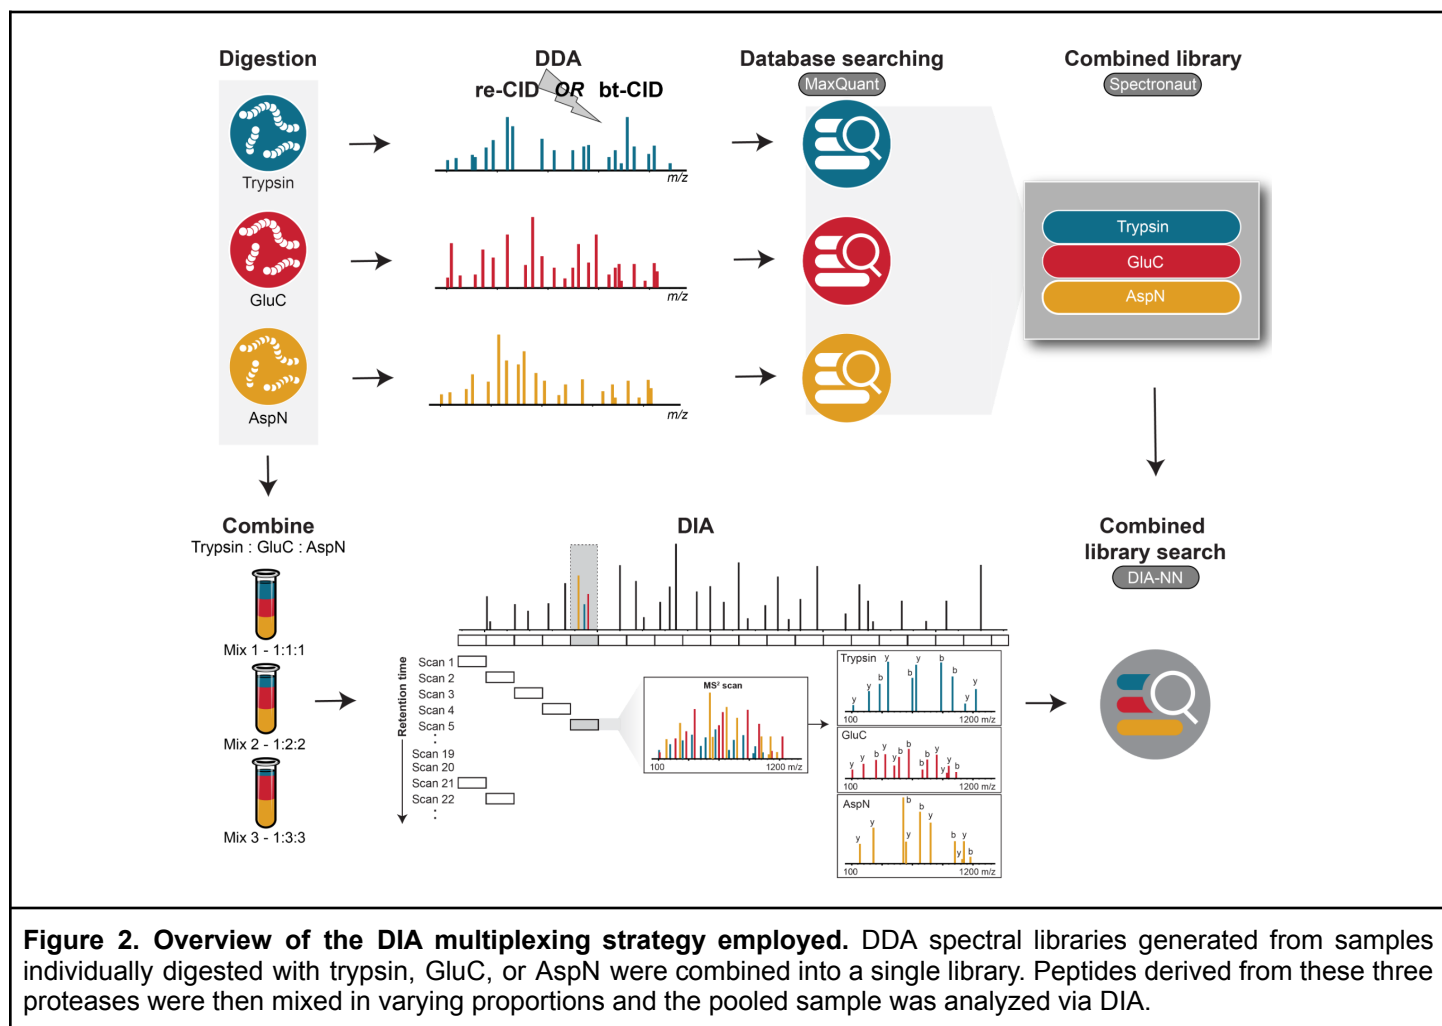 Digestion
DDA
Database searching
Combined library
re-CID OR bt-CID
MaxQuant
Spectronaut
Trypsin
m/z
GluC
m/z
AspN
m/z
Trypsin
GluC
AspN
Combine
Trypsin : GluC : AspN
Mix 1 - 1:1:1
Mix 2 - 1:2:2
Mix 3 - 1:3:3
DIA
Retention time
Scan 1
Scan 2
Scan 3
Scan 4
Scan 5
:
Scan 19
Scan 20
Scan 21
Scan 22
:
MS² scan
100 1200 m/z
Trypsin
y y b y b y b b y y
100 1200 m/z
GluC
y y b y y b b b b y y b
100 1200 m/z
AspN
y y b y b y b y y b
100 1200 m/z
Combined
library search
DIA-NN
Figure 2. Overview of the DIA multiplexing strategy employed. DDA spectral libraries generated from samples
individually digested with trypsin, GluC, or AspN were combined into a single library. Peptides derived from these three
proteases were then mixed in varying proportions and the pooled sample was analyzed via DIA.